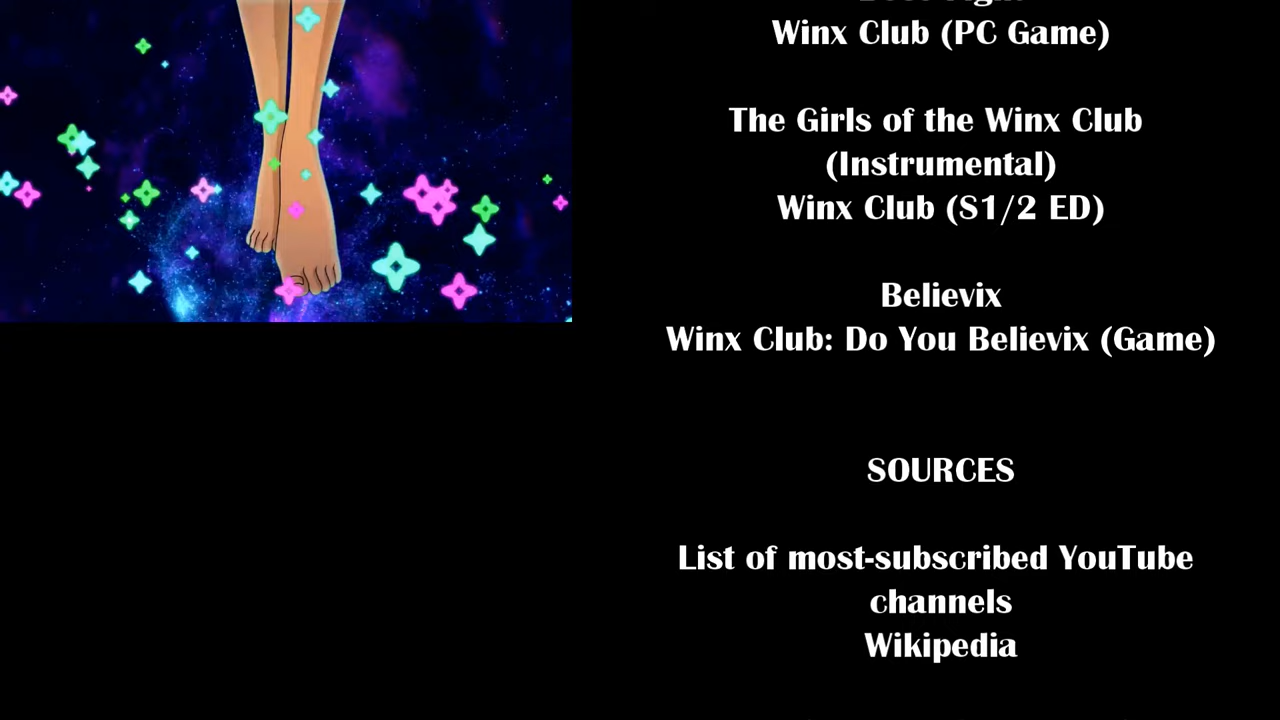 Winx Club (PC Game)
The Girls of the Winx Club
(Instrumental)
Winx Club (S1/2 ED)
Believix
Winx Club: Do You Believix (Game)
SOURCES
List of most-subscribed YouTube
channels
Wikipedia